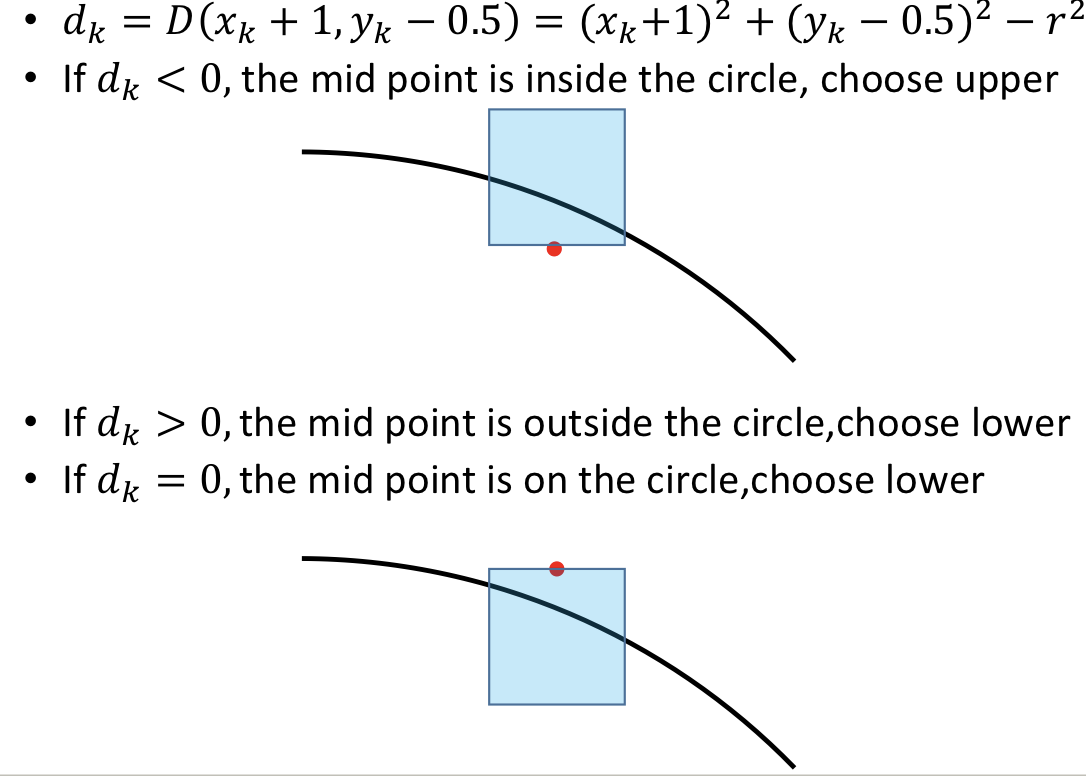 • d_k = D(x_k + 1, y_k − 0.5) = (x_k+1)² + (y_k − 0.5)² − r²
• If d_k < 0, the mid point is inside the circle, choose upper
• If d_k > 0, the mid point is outside the circle,choose lower
• If d_k = 0, the mid point is on the circle,choose lower